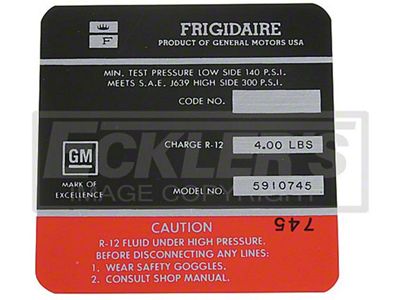 F
FRIGIDAIRE
PRODUCT OF GENERAL MOTORS USA
MIN. TEST PRESSURE LOW SIDE 140 P.S.I.
MEETS S.A.E. J639 HIGH SIDE 300 P.S.I.
CODE NO.
ECKLER'S
IMAGE COPYRIGHT
GM
MARK OF
EXCELLENCE
CHARGE R-12 4.00 LBS
MODEL NO. 5910745
745
CAUTION
R-12 FLUID UNDER HIGH PRESSURE.
BEFORE DISCONNECTING ANY LINES:
1. WEAR SAFETY GOGGLES.
2. CONSULT SHOP MANUAL.